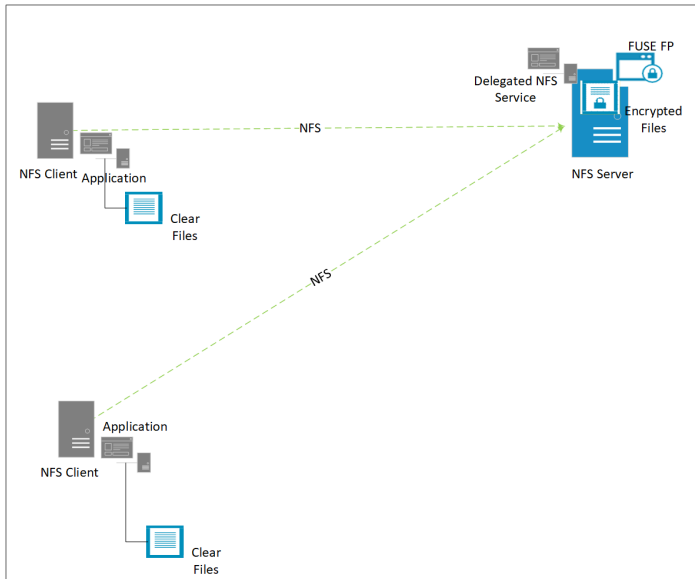 FUSE FP
Delegated NFS
Service
Encrypted
Files
NFS
NFS Client
Application
NFS Server
Clear
Files
NFS
Application
NFS Client
Clear
Files